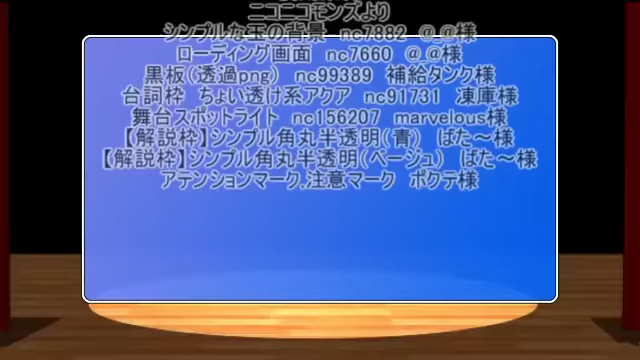 ニコニコモンズより
シンプルな玉の背景 nc7882 @_@様
ローディング画面 nc7660 @_@様
黒板(透過png) nc99389 補給タンク様
台詞枠 ちょい透け系アクア nc91731 凍庫様
舞台スポットライト nc156207 marvelous様
【解説枠】シンプル角丸半透明(青) ぱた~様
【解説枠】シンプル角丸半透明(ベージュ) ぱた~様
アテンションマーク,注意マーク ポクテ様